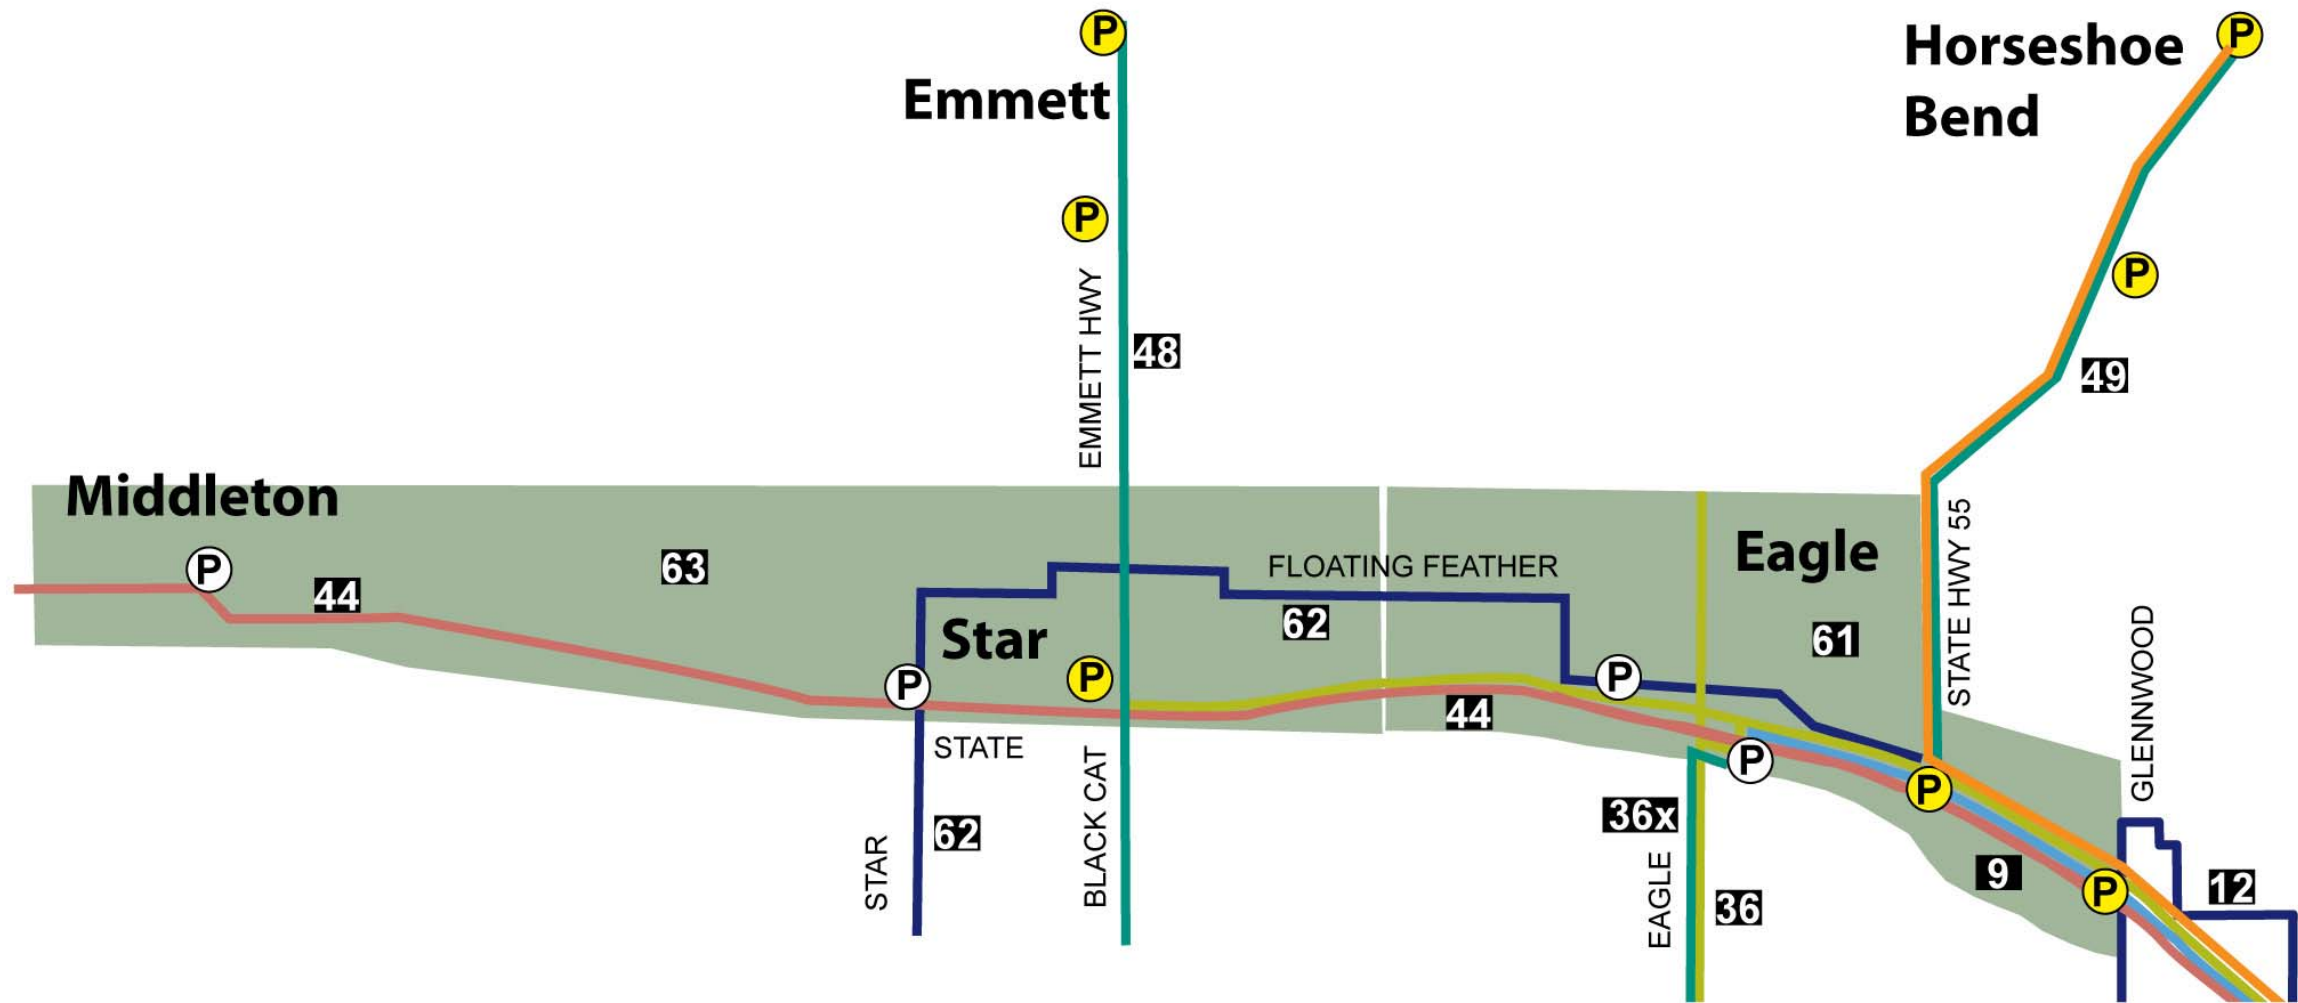 P
P
Emmett
Horseshoe
Bend
P
P
EMMETT HWY
48
49
Middleton
P
44
63
FLOATING FEATHER
62
Star
Eagle
61
STATE HWY 55
P
P
P
44
STATE
GLENNWOOD
P
P
STAR
62
BLACK CAT
36x
EAGLE
36
9
P
12